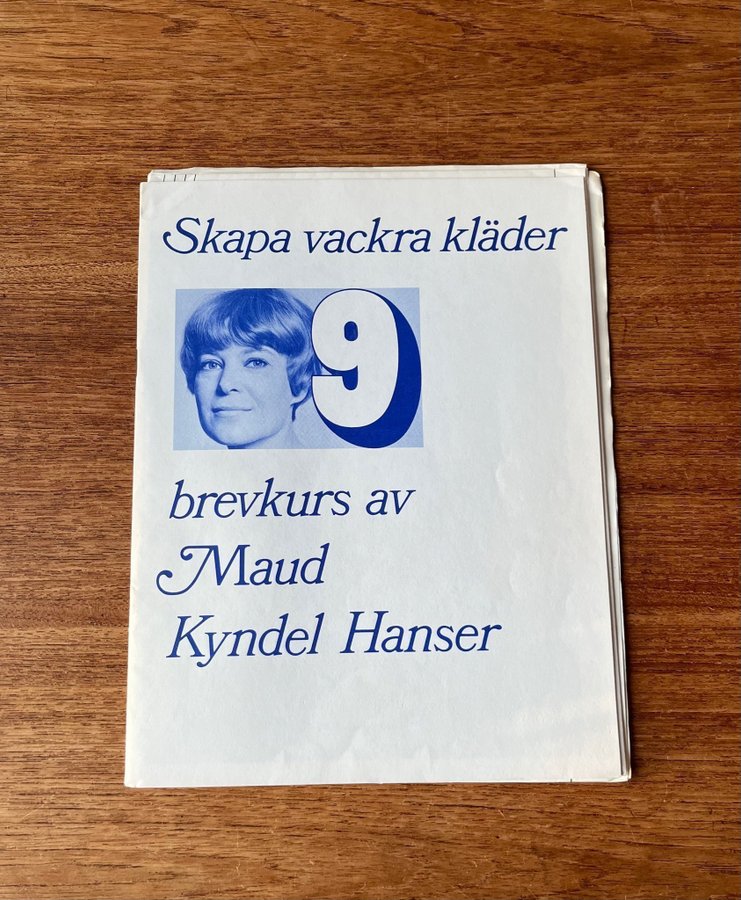 Skapa vackra kläder
9
brevkurs av
Maud
Kyndel Hanser